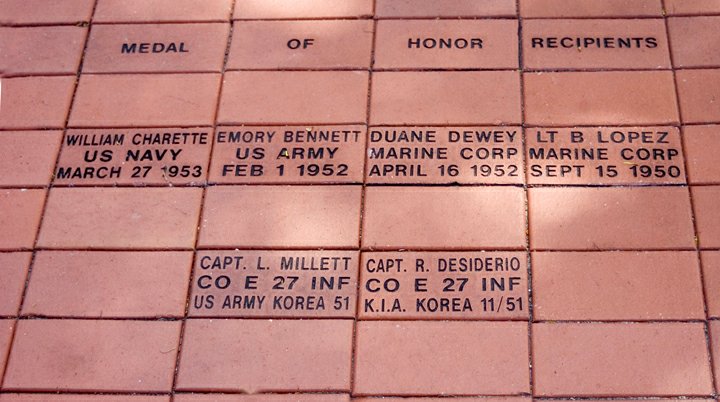 MEDAL OF HONOR RECIPIENTS
WILLIAM CHARETTE
US NAVY
MARCH 27 1953
EMORY BENNETT
US ARMY
FEB 1 1952
DUANE DEWEY
MARINE CORP
APRIL 16 1952
LT B LOPEZ
MARINE CORP
SEPT 15 1950
CAPT. L. MILLETT
CO E 27 INF
US ARMY KOREA 51
CAPT. R. DESIDERIO
CO E 27 INF
K.I.A. KOREA 11/51